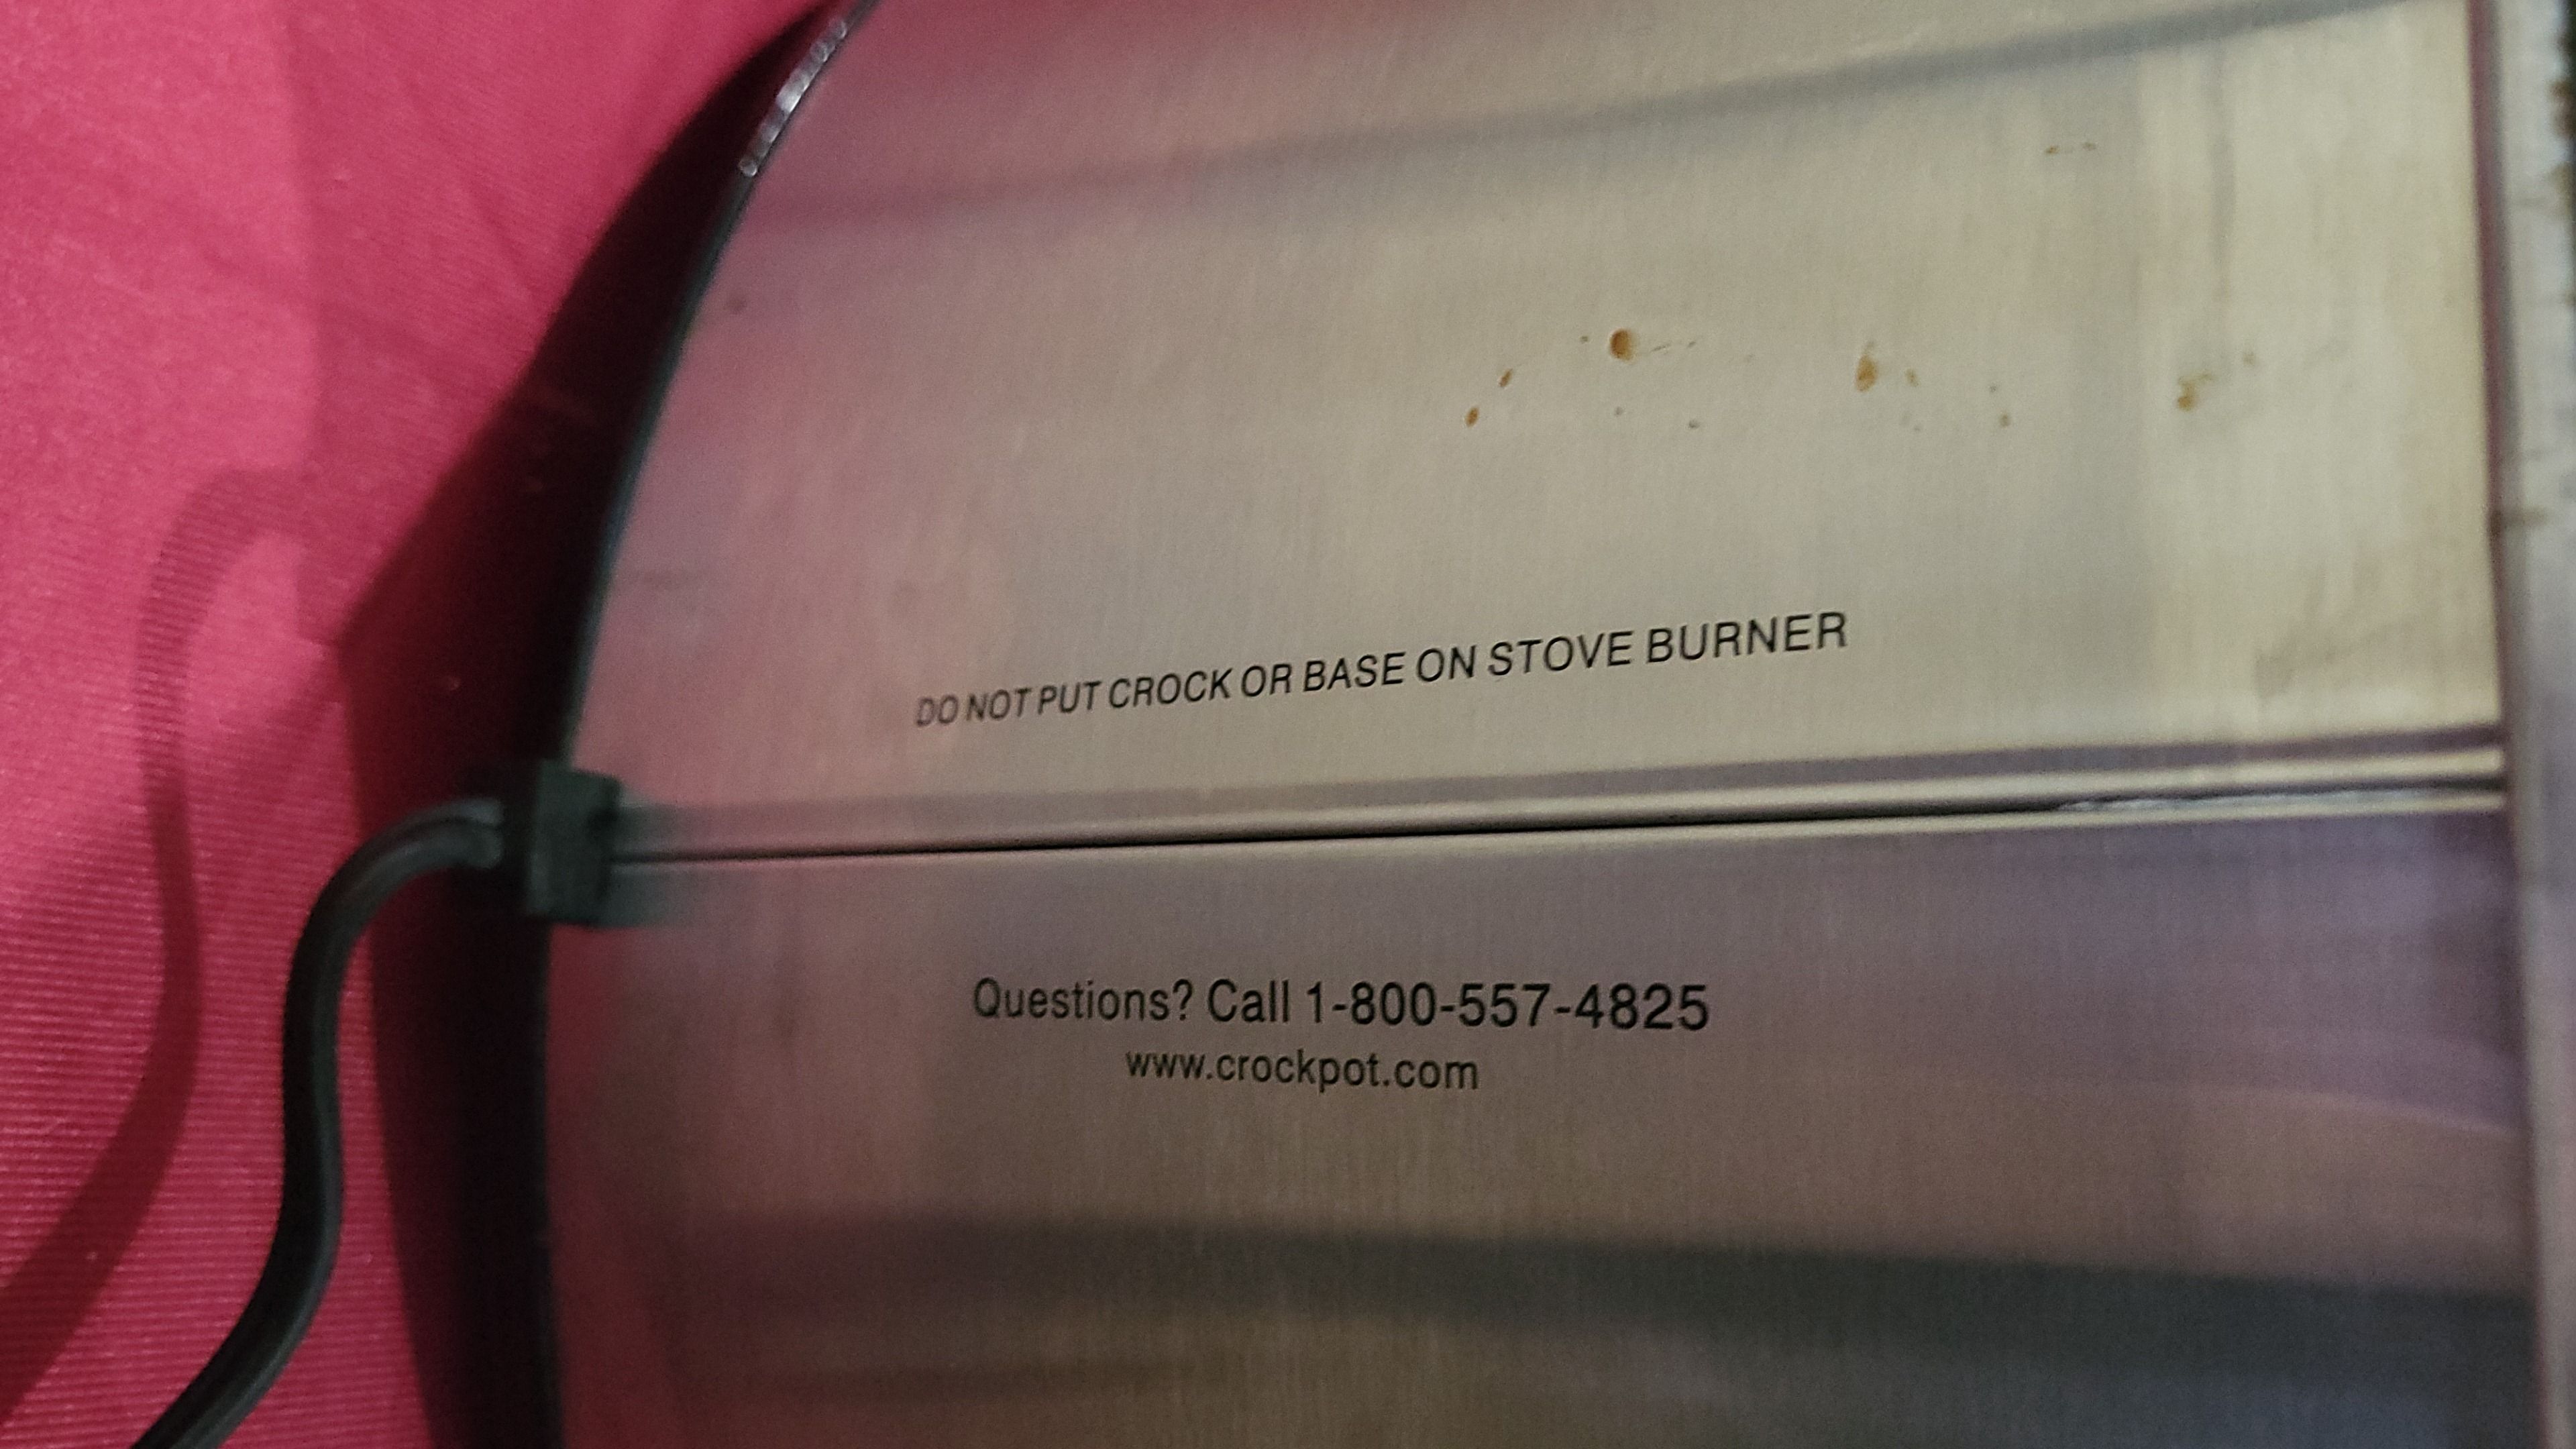 DO NOT PUT CROCK OR BASE ON STOVE BURNER
Questions? Call 1-800-557-4825
www.crockpot.com